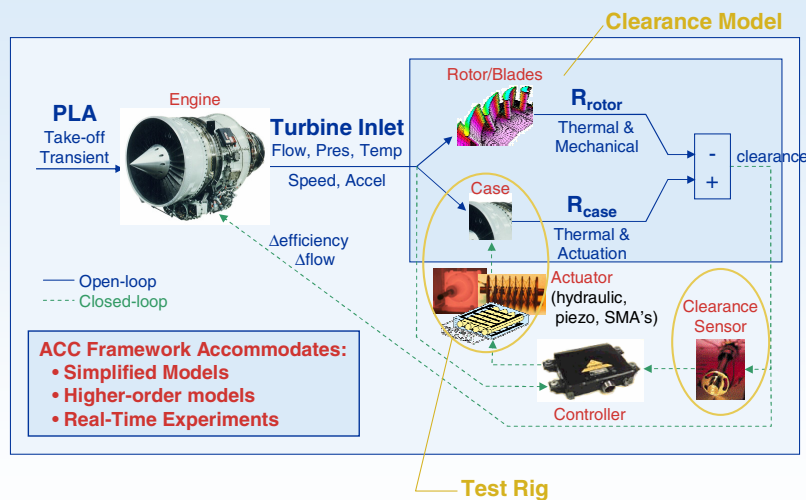 Clearance Model
Rotor/Blades
Engine
PLA
Take-off
Transient
Turbine Inlet
Flow, Pres, Temp
Speed, Accel
R_rotor
Thermal &
Mechanical
-
+
clearance
Case
R_case
Thermal &
Actuation
Δefficiency
Δflow
Open-loop
Closed-loop
Actuator
(hydraulic,
piezo, SMA's)
Clearance
Sensor
Controller
ACC Framework Accommodates:
• Simplified Models
• Higher-order models
• Real-Time Experiments
Test Rig